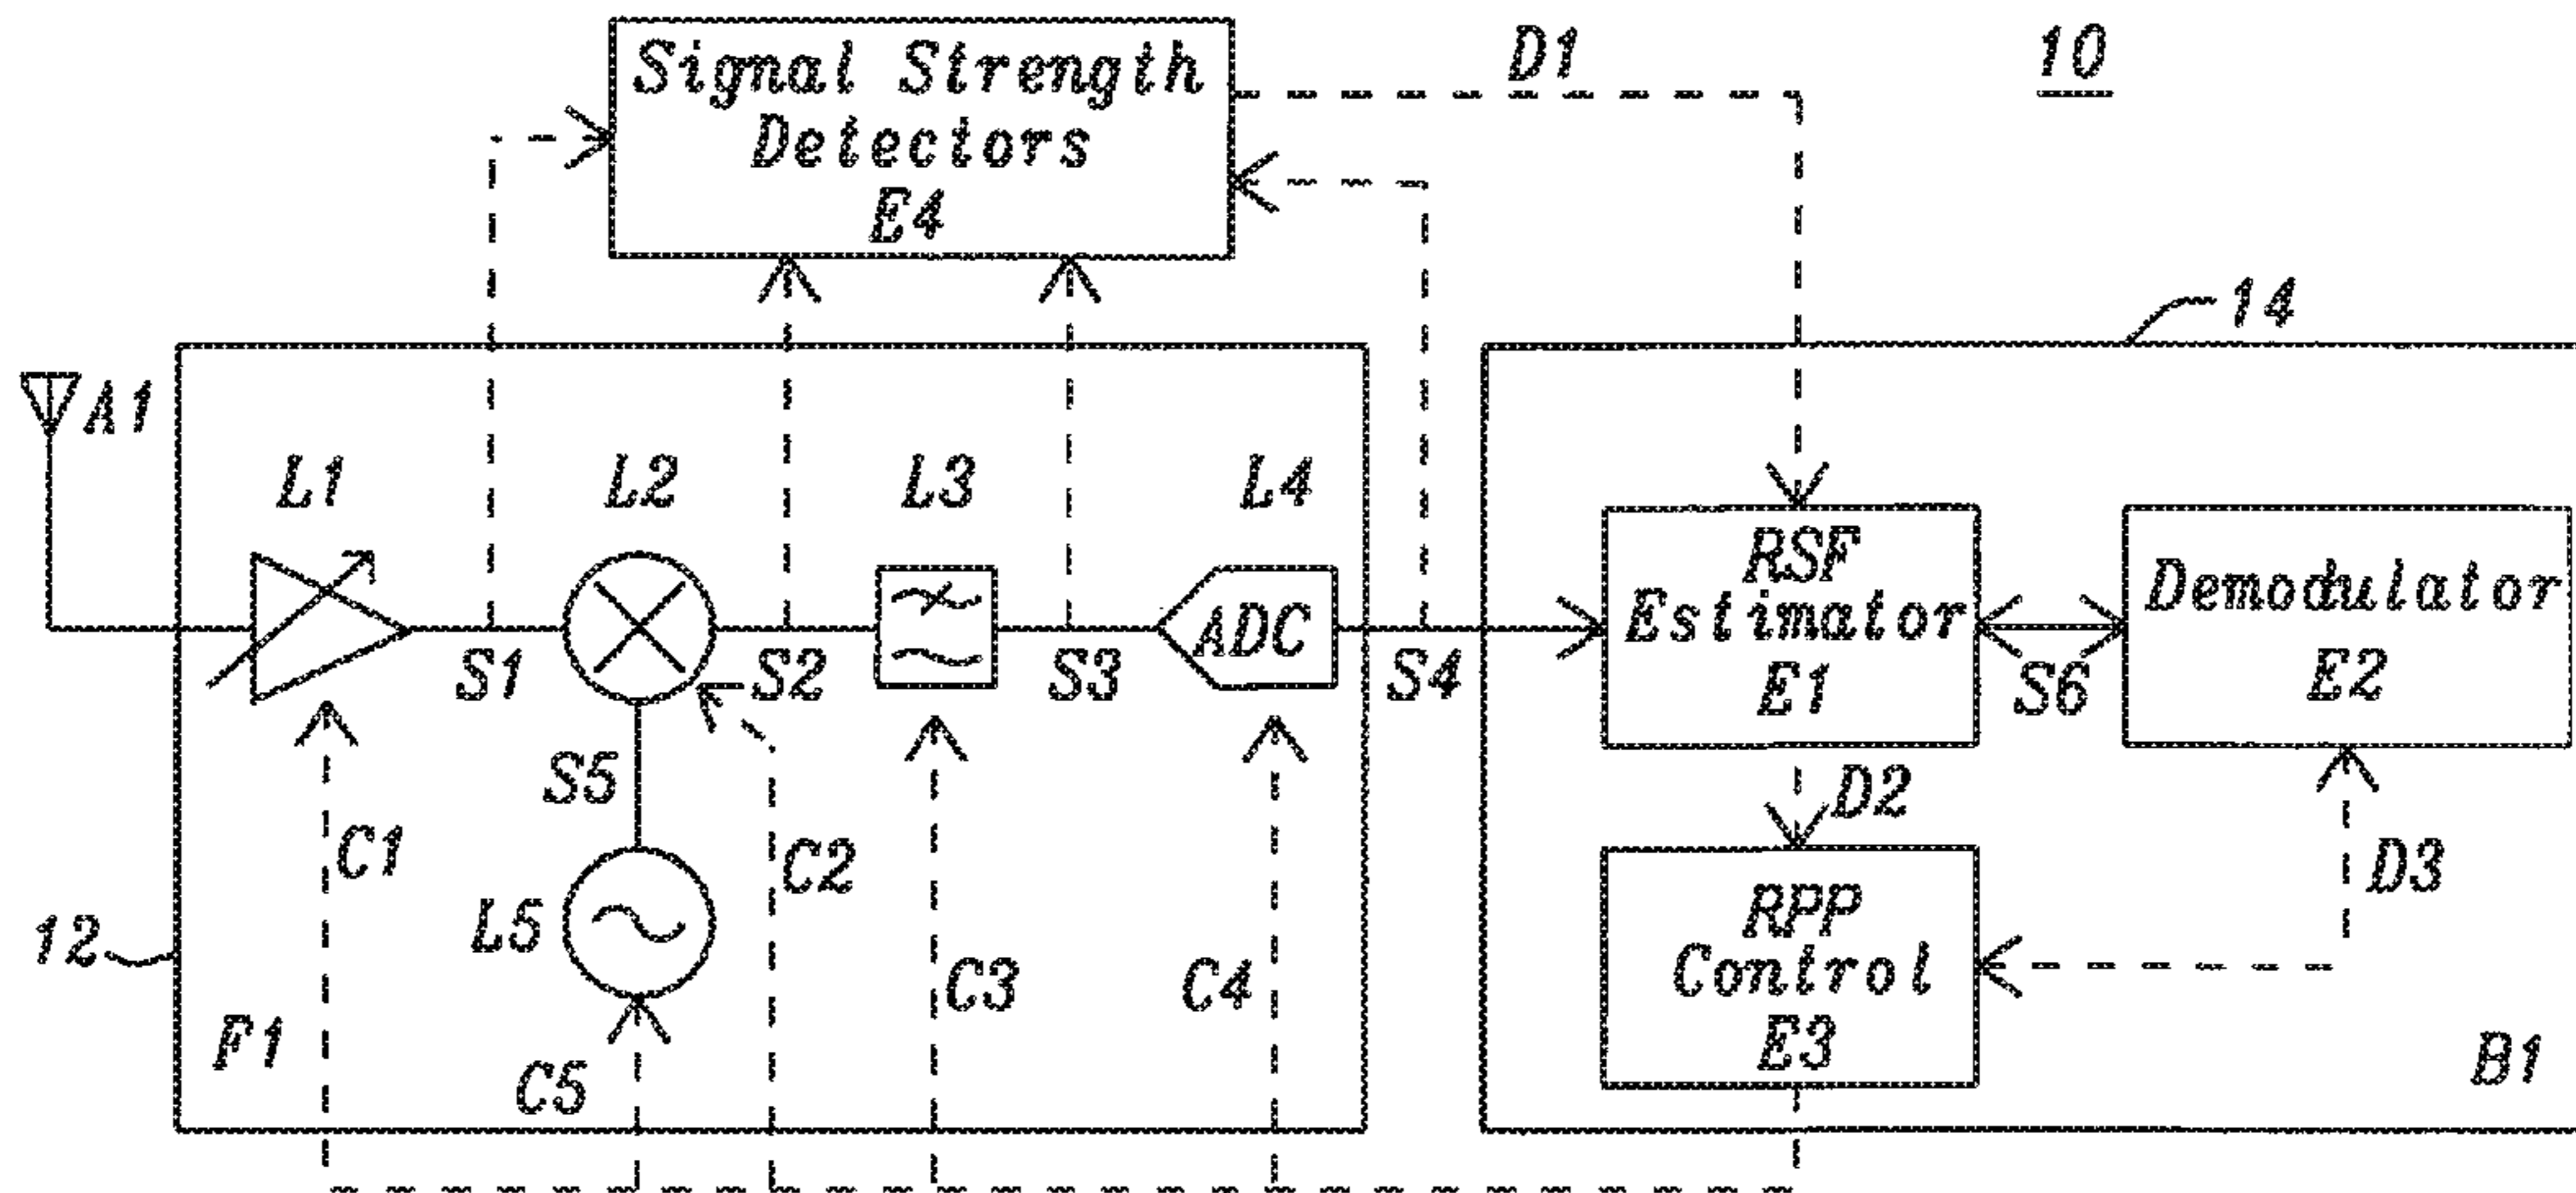 Signal Strength
Detectors
E4
D1
10
14
A1
L1
L2
L3
L4
RSF
Estimator
E1
Demodulator
E2
ADC
S1
S2
S3
S4
S6
S5
D2
C1
C2
D3
L5
RPP
Control
E3
12
C3
C4
F1
C5
B1